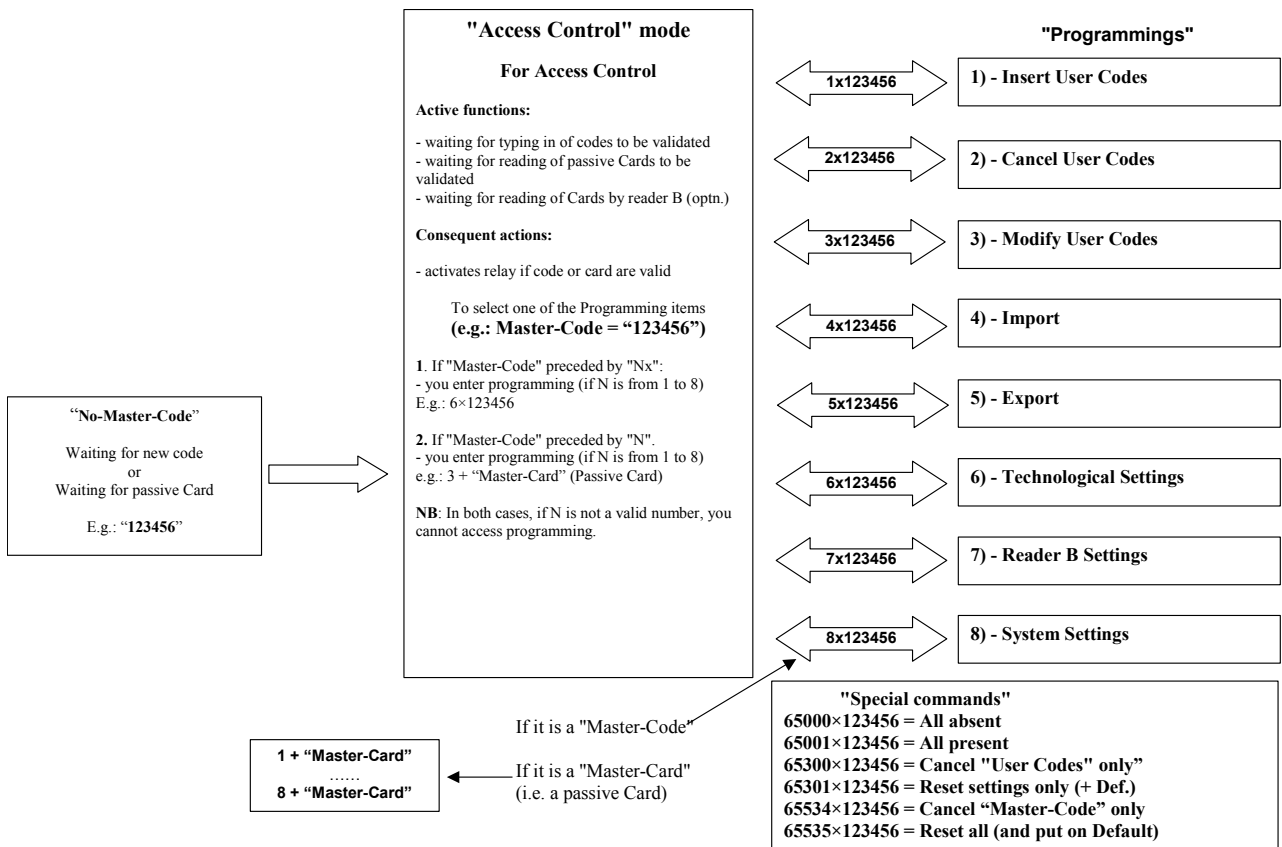 "Access Control" mode
For Access Control
Active functions:
- waiting for typing in of codes to be validated
- waiting for reading of passive Cards to be
validated
- waiting for reading of Cards by reader B (optn.)
Consequent actions:
- activates relay if code or card are valid
To select one of the Programming items
(e.g.: Master-Code = “123456”)
1. If "Master-Code" preceded by "Nx":
- you enter programming (if N is from 1 to 8)
E.g.: 6×123456
2. If "Master-Code" preceded by "N".
- you enter programming (if N is from 1 to 8)
e.g.: 3 + “Master-Card” (Passive Card)
NB: In both cases, if N is not a valid number, you
cannot access programming.
“No-Master-Code”
Waiting for new code
or
Waiting for passive Card
E.g.: “123456”
"Programmings"
1x123456
1) - Insert User Codes
2x123456
2) - Cancel User Codes
3x123456
3) - Modify User Codes
4x123456
4) - Import
5x123456
5) - Export
6x123456
6) - Technological Settings
7x123456
7) - Reader B Settings
8x123456
8) - System Settings
If it is a "Master-Code"
If it is a "Master-Card"
(i.e. a passive Card)
1 + “Master-Card”
……
8 + “Master-Card”
"Special commands"
65000×123456 = All absent
65001×123456 = All present
65300×123456 = Cancel "User Codes" only”
65301×123456 = Reset settings only (+ Def.)
65534×123456 = Cancel “Master-Code” only
65535×123456 = Reset all (and put on Default)